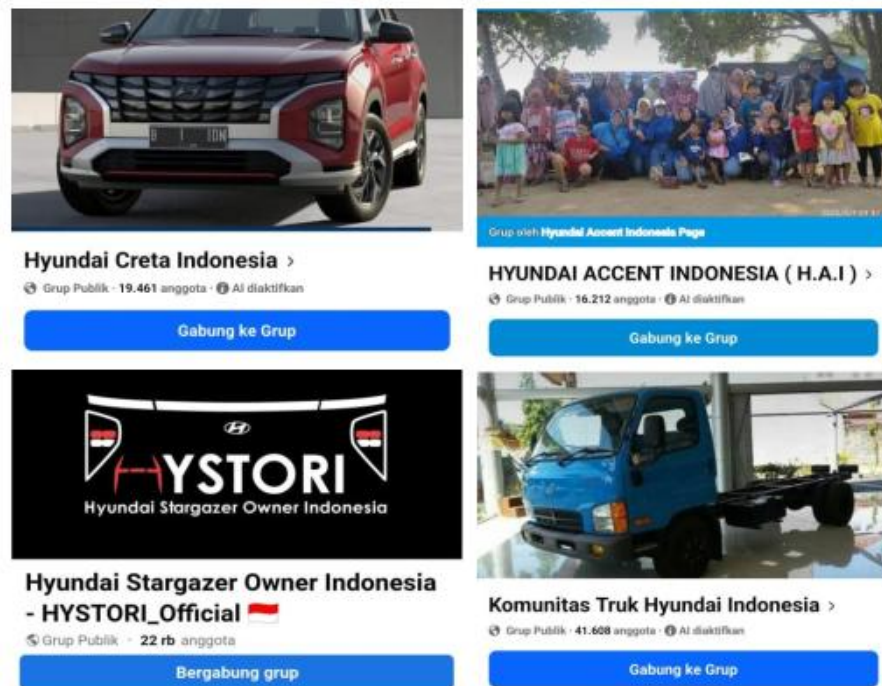 Hyundai Creta Indonesia >
Grup Publik · 19.461 anggota · AI diaktifkan
Gabung ke Grup
Grup oleh Hyundai Accent Indonesia Page
HYUNDAI ACCENT INDONESIA ( H.A.I ) >
Grup Publik · 16.212 anggota · AI diaktifkan
Gabung ke Grup
HYSTORI
Hyundai Stargazer Owner Indonesia
Hyundai Stargazer Owner Indonesia
- HYSTORI_Official 🇮🇩
Grup Publik · 22 rb anggota
Bergabung grup
Komunitas Truk Hyundai Indonesia >
Grup Publik · 41.608 anggota · AI diaktifkan
Gabung ke Grup